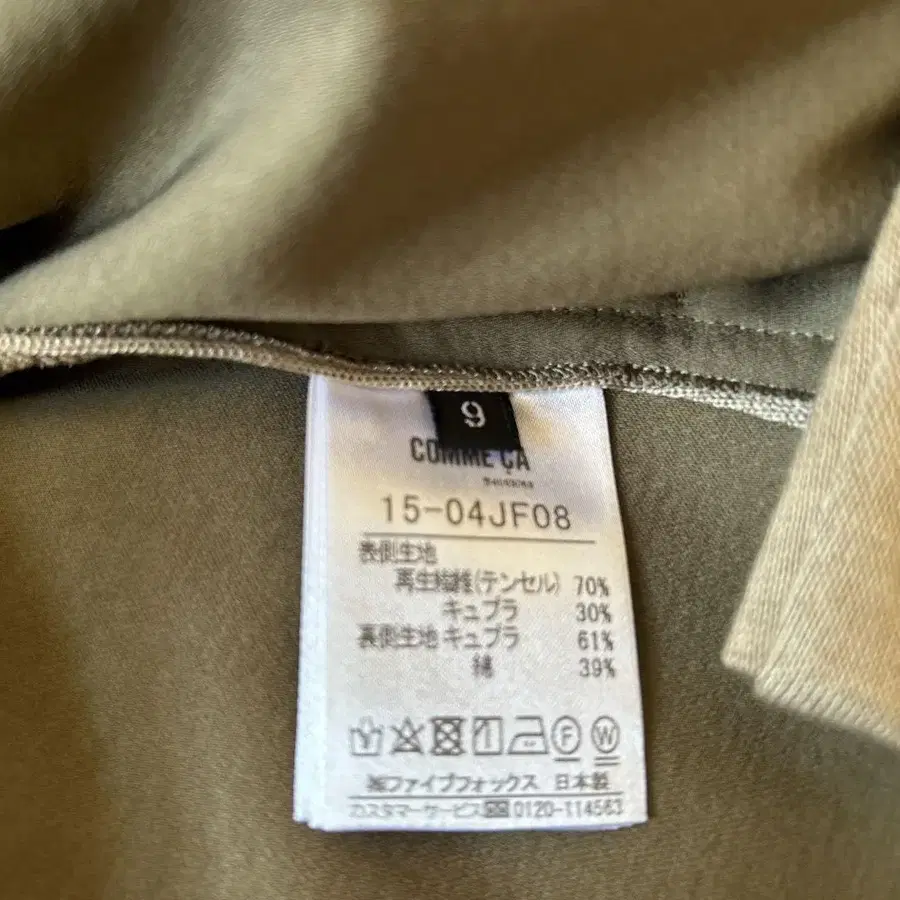 9
COMME ÇA
15-04JF08
表側生地
再生繊維(テンセル) 70%
キュプラ 30%
裏側生地 キュプラ 61%
綿 39%
F W
㈱ファイブフォックス 日本製
カスタマーサービス 0120-114563